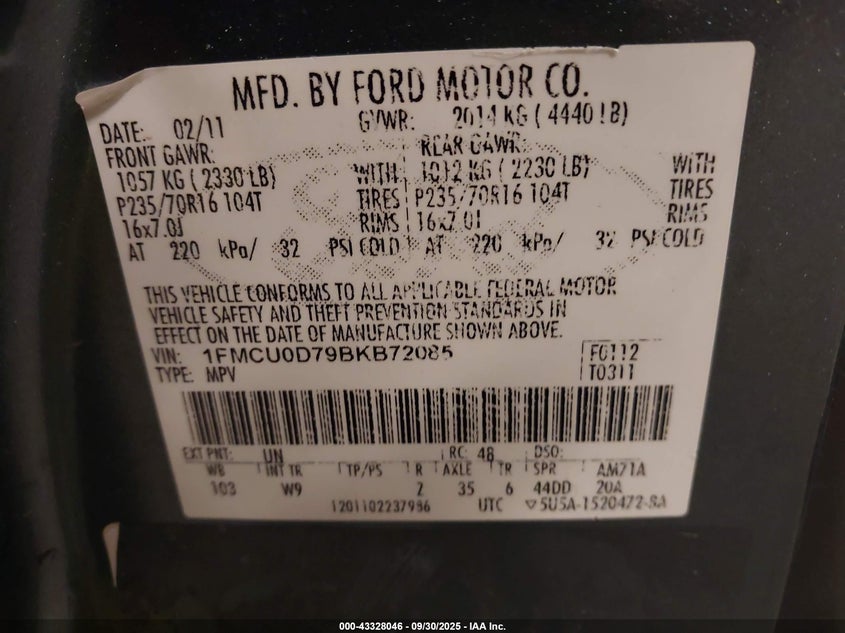 MFD. BY FORD MOTOR CO.
DATE: 02/11 GVWR: 2014 KG ( 4440 LB)
FRONT GAWR: REAR GAWR:
1057 KG ( 2330 LB) WITH 1012 KG ( 2230 LB) WITH
P235/70R16 104T TIRES P235/70R16 104T TIRES
16x7.0J RIMS 16x7.0J RIMS
AT 220 kPa/ 32 PSI COLD AT 220 kPa/ 32 PSI COLD
THIS VEHICLE CONFORMS TO ALL APPLICABLE FEDERAL MOTOR
VEHICLE SAFETY AND THEFT PREVENTION STANDARDS IN
EFFECT ON THE DATE OF MANUFACTURE SHOWN ABOVE.
VIN: 1FMCU0D79BKB72085 F0112
TYPE: MPV T0311
EXT PNT: UN RC: 48 DSO:
WB INT TR TP/PS R AXLE TR SPR AM71A
103 W9 2 35 6 44DD 20A
1201102237986 UTC ▽5U5A-1520472-8A
000-43328046 — 09/30/2025 — IAA Inc.